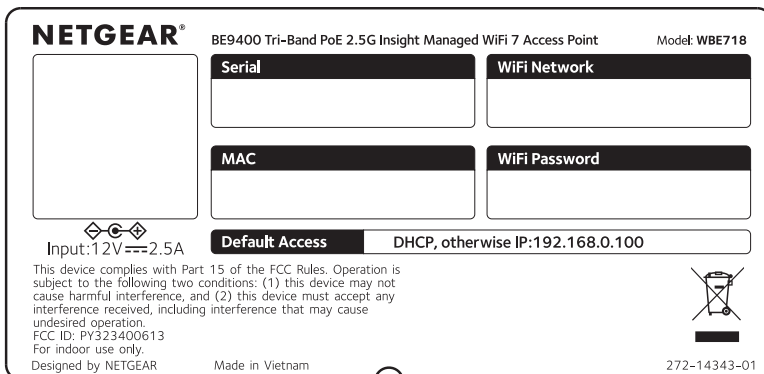 NETGEAR®
BE9400 Tri-Band PoE 2.5G Insight Managed WiFi 7 Access Point
Model: WBE718
Serial
WiFi Network
MAC
WiFi Password
Input:12V⎓2.5A
Default Access
DHCP, otherwise IP:192.168.0.100
This device complies with Part 15 of the FCC Rules. Operation is
subject to the following two conditions: (1) this device may not
cause harmful interference, and (2) this device must accept any
interference received, including interference that may cause
undesired operation.
FCC ID: PY323400613
For indoor use only.
Designed by NETGEAR
Made in Vietnam
272-14343-01